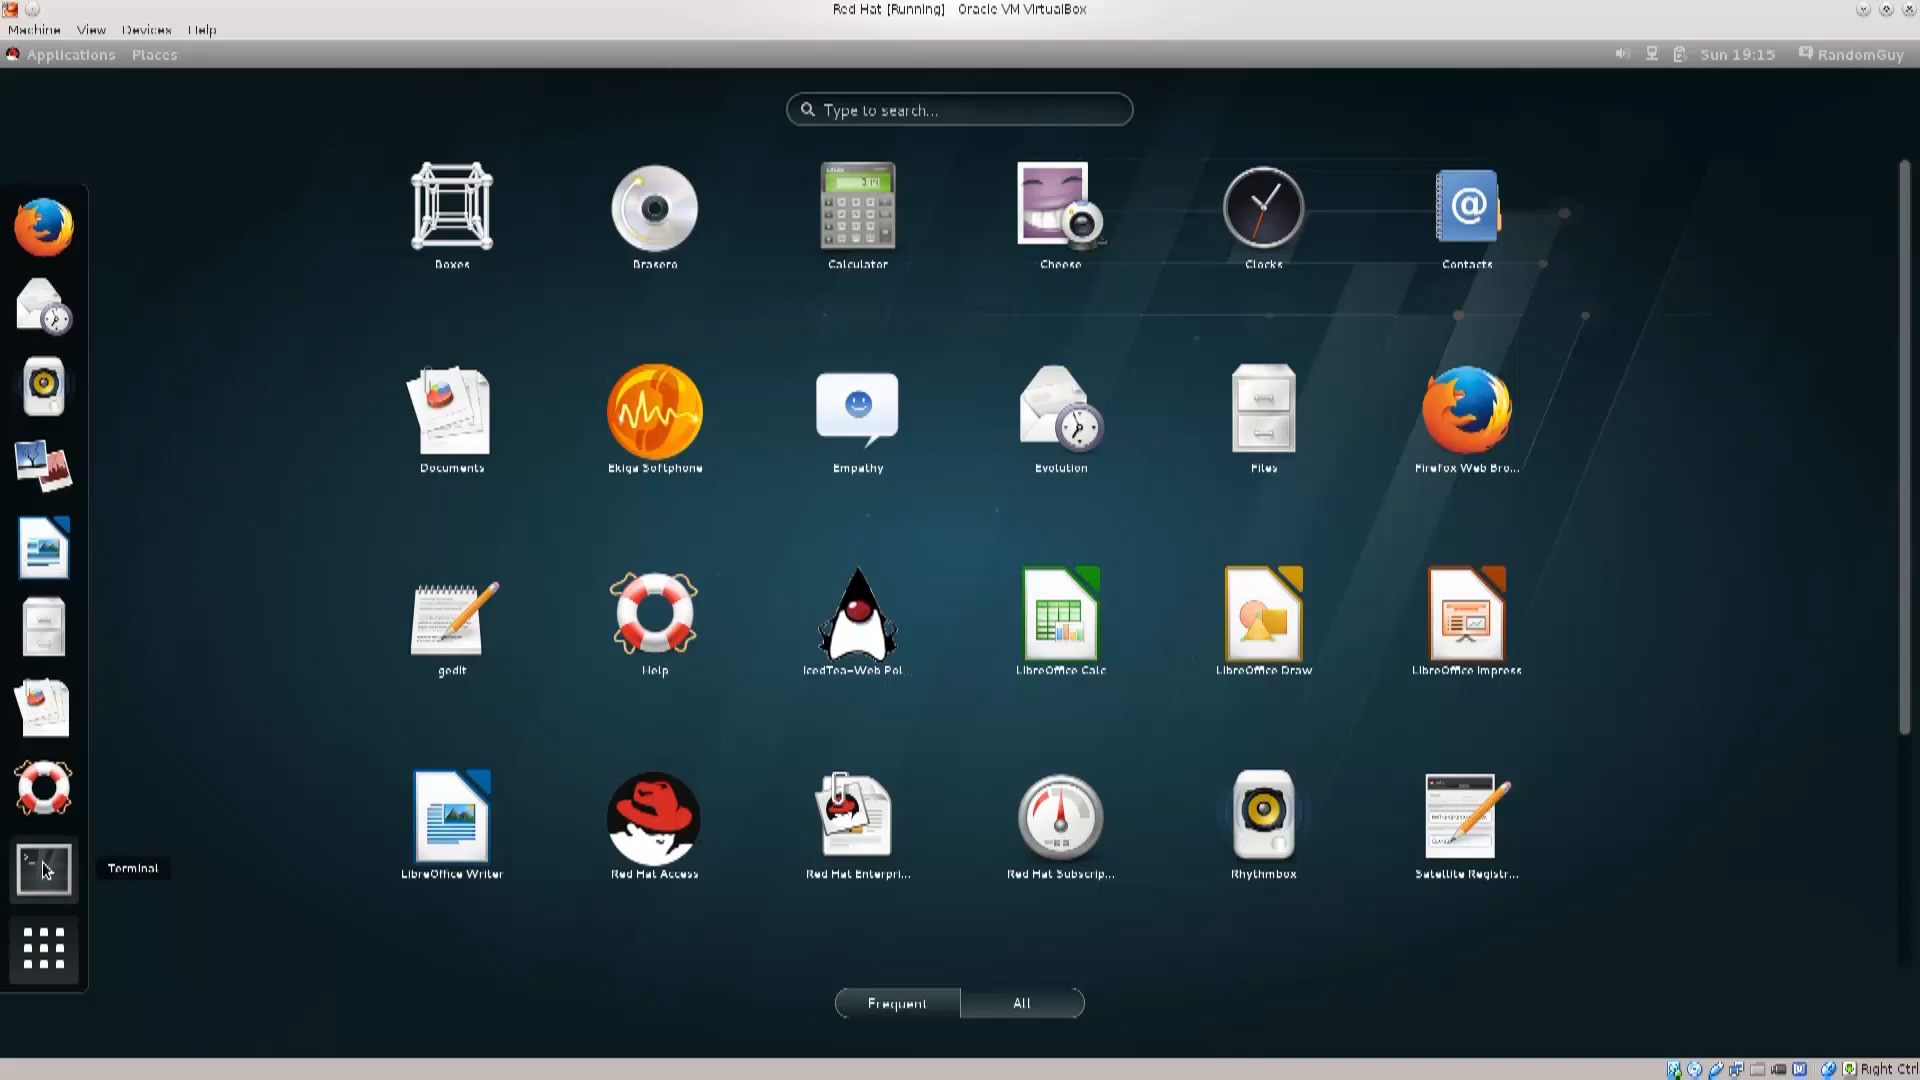 Red Hat [Running] Oracle VM VirtualBox
Machine View Devices Help
Applications Places Sun 19:15 RandomGuy
Type to search...
Boxes Brasero Calculator Cheese Clocks Contacts
Documents Ekiga Softphone Empathy Evolution Files Firefox Web Bro...
gedit Help IcedTea-Web Pol... LibreOffice Calc LibreOffice Draw LibreOffice Impress
Terminal
LibreOffice Writer Red Hat Access Red Hat Enterpri... Red Hat Subscrip... Rhythmbox Satellite Registr...
Frequent All
Right Ctrl